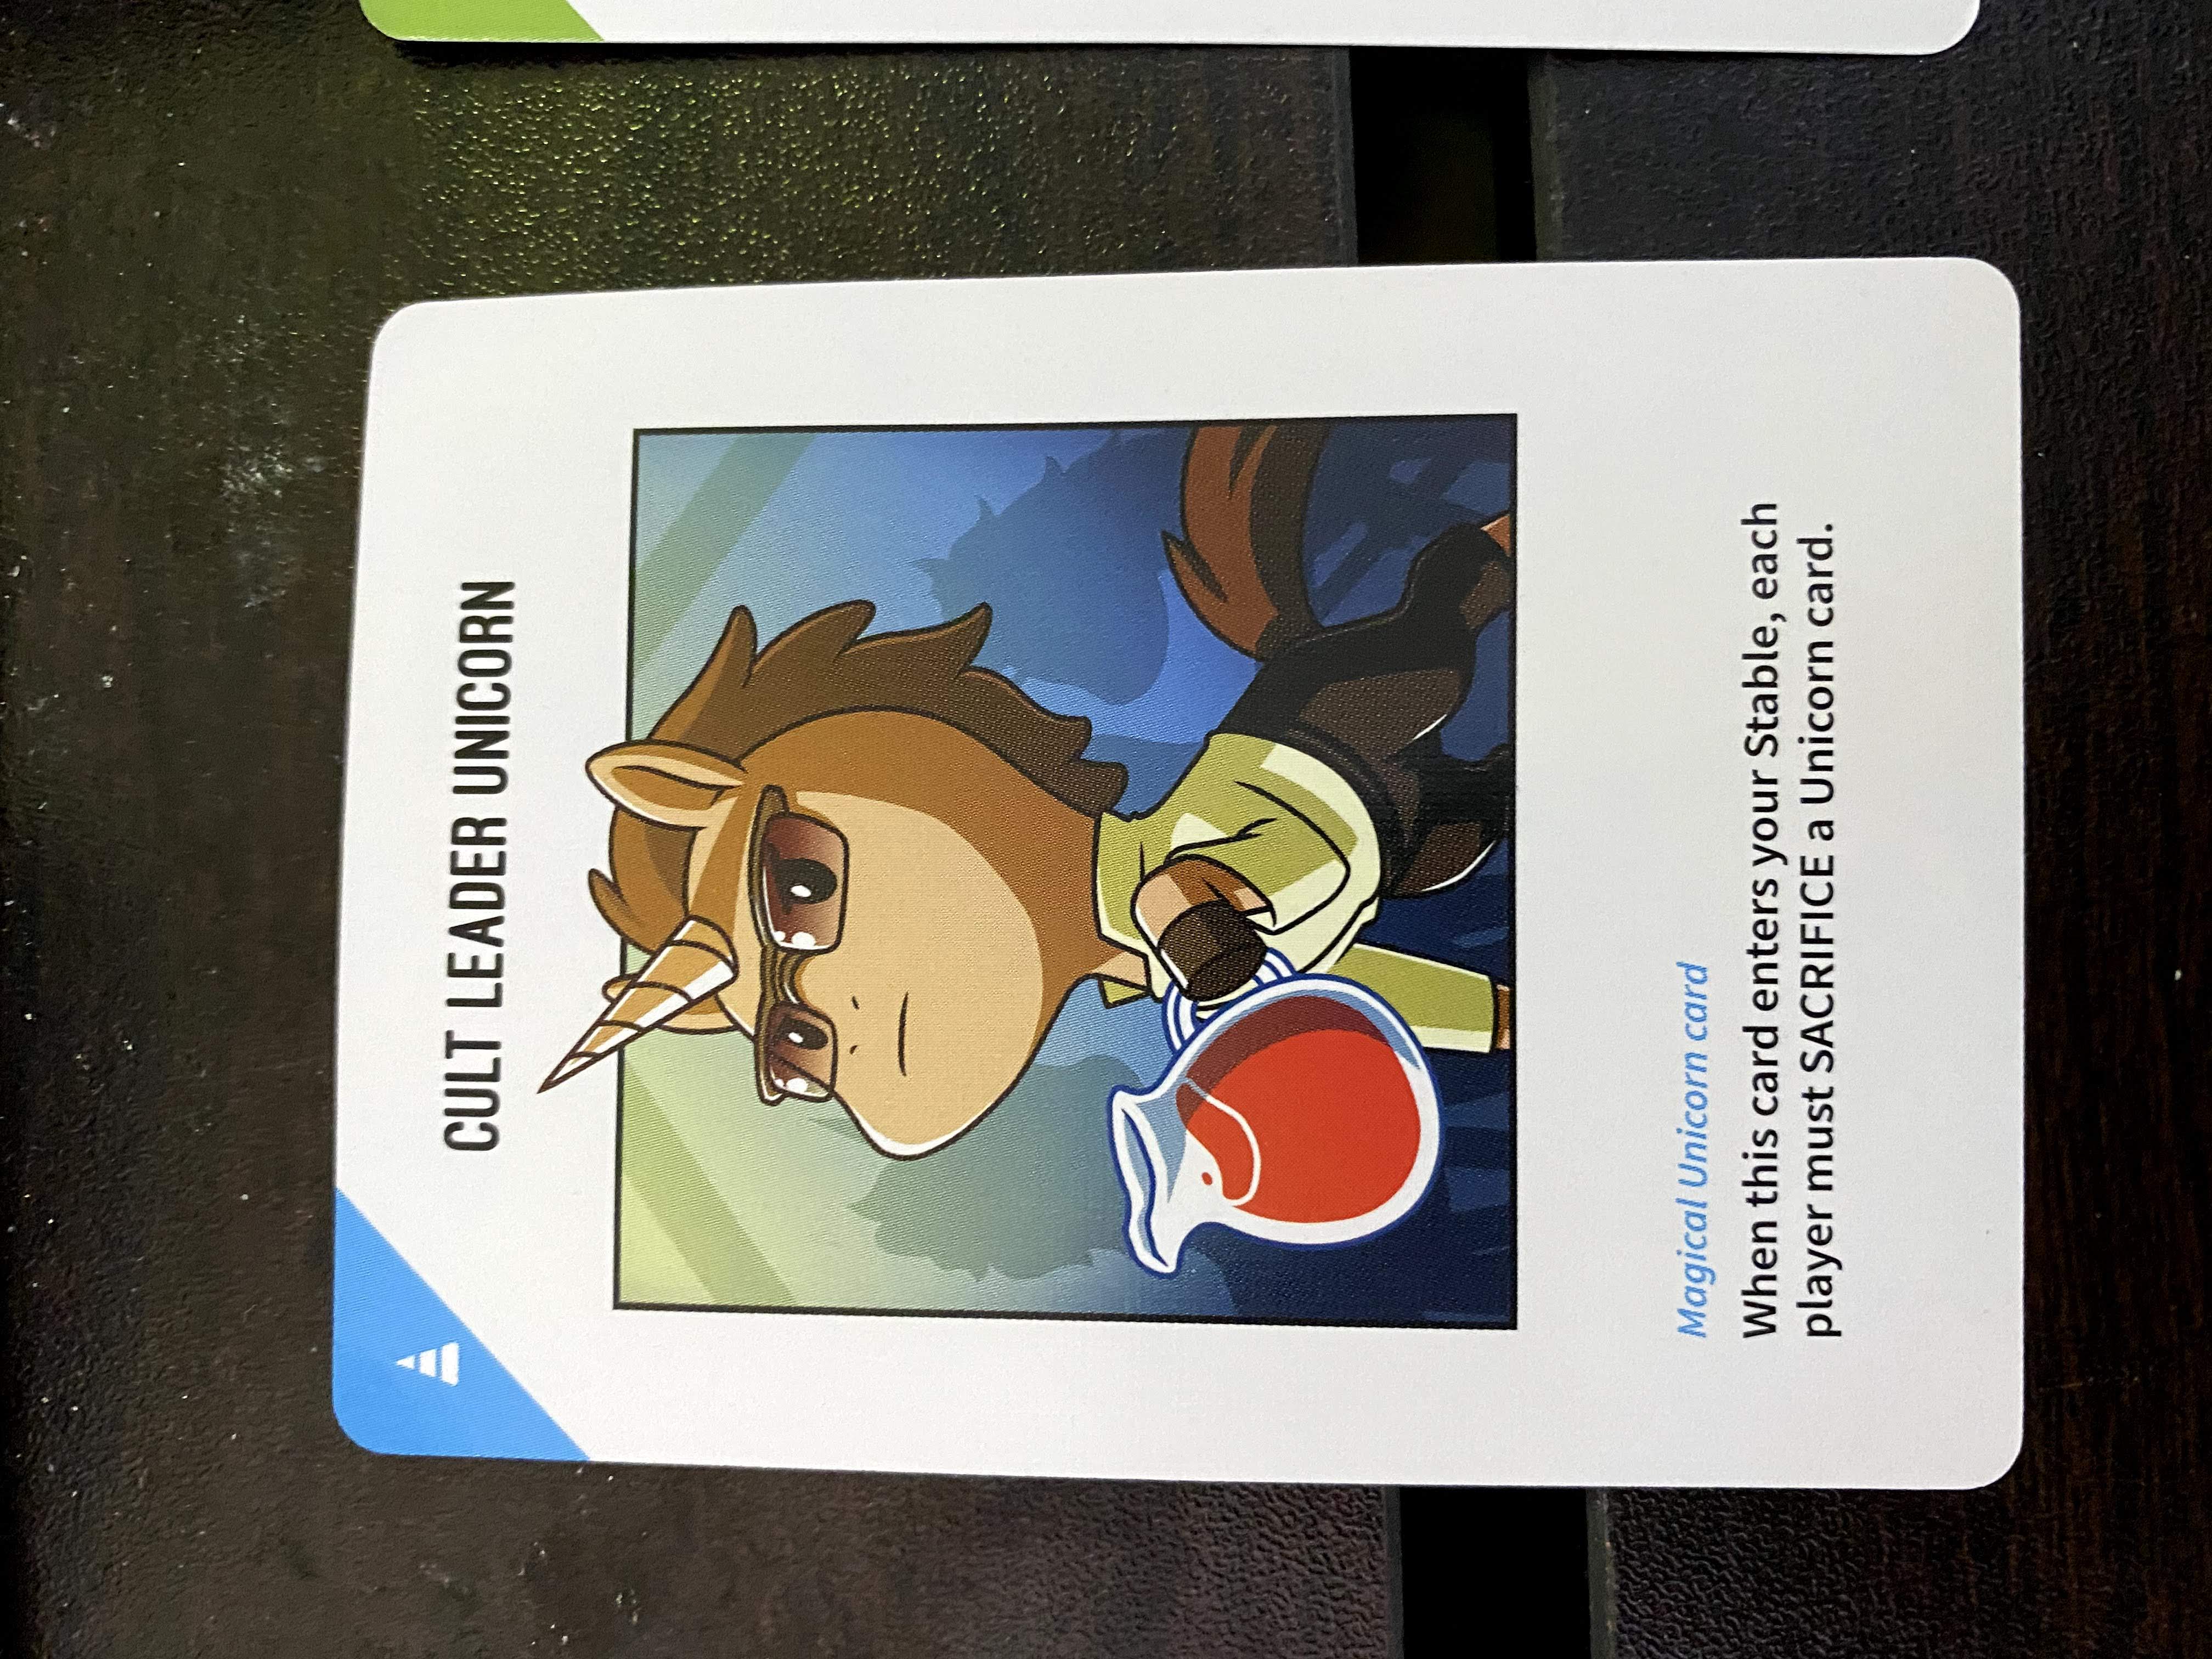 CULT LEADER UNICORN
Magical Unicorn card
When this card enters your Stable, each
player must SACRIFICE a Unicorn card.